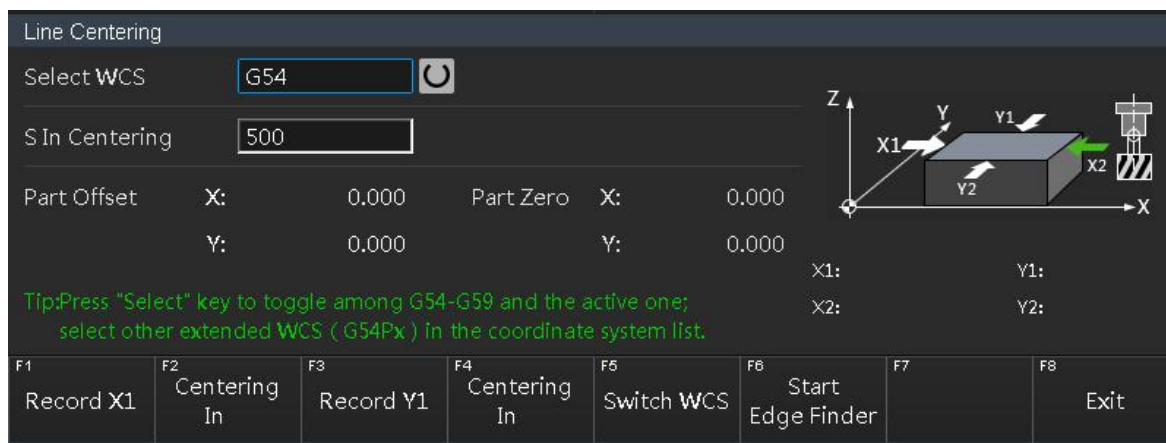 Line Centering
Select WCS G54
S In Centering 500
Part Offset X: 0.000 Part Zero X: 0.000
Y: 0.000 Y: 0.000
Tip:Press "Select" key to toggle among G54-G59 and the active one;
select other extended WCS ( G54Px ) in the coordinate system list.
Z
Y
Y1
X1
X2
Y2
X
X1: Y1:
X2: Y2:
F1 Record X1
F2 Centering In
F3 Record Y1
F4 Centering In
F5 Switch WCS
F6 Start Edge Finder
F7
F8 Exit